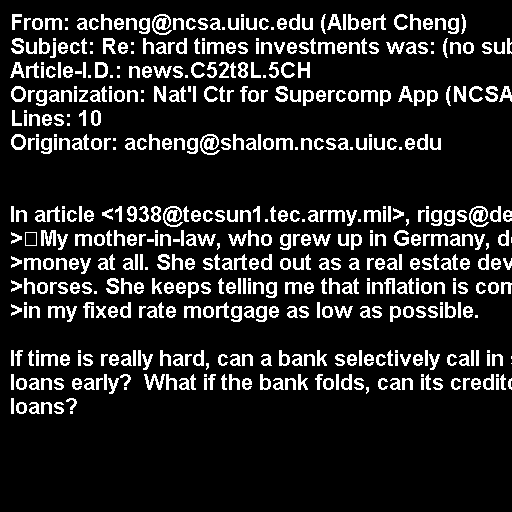 From: acheng@ncsa.uiuc.edu (Albert Cheng)
Subject: Re: hard times investments was: (no sub
Article-I.D.: news.C52t8L.5CH
Organization: Nat'l Ctr for Supercomp App (NCSA
Lines: 10
Originator: acheng@shalom.ncsa.uiuc.edu

In article <1938@tecsun1.tec.army.mil>, riggs@de
>My mother-in-law, who grew up in Germany, d
>money at all. She started out as a real estate dev
>horses. She keeps telling me that inflation is com
>in my fixed rate mortgage as low as possible.

If time is really hard, can a bank selectively call in s
loans early?  What if the bank folds, can its credito
loans?